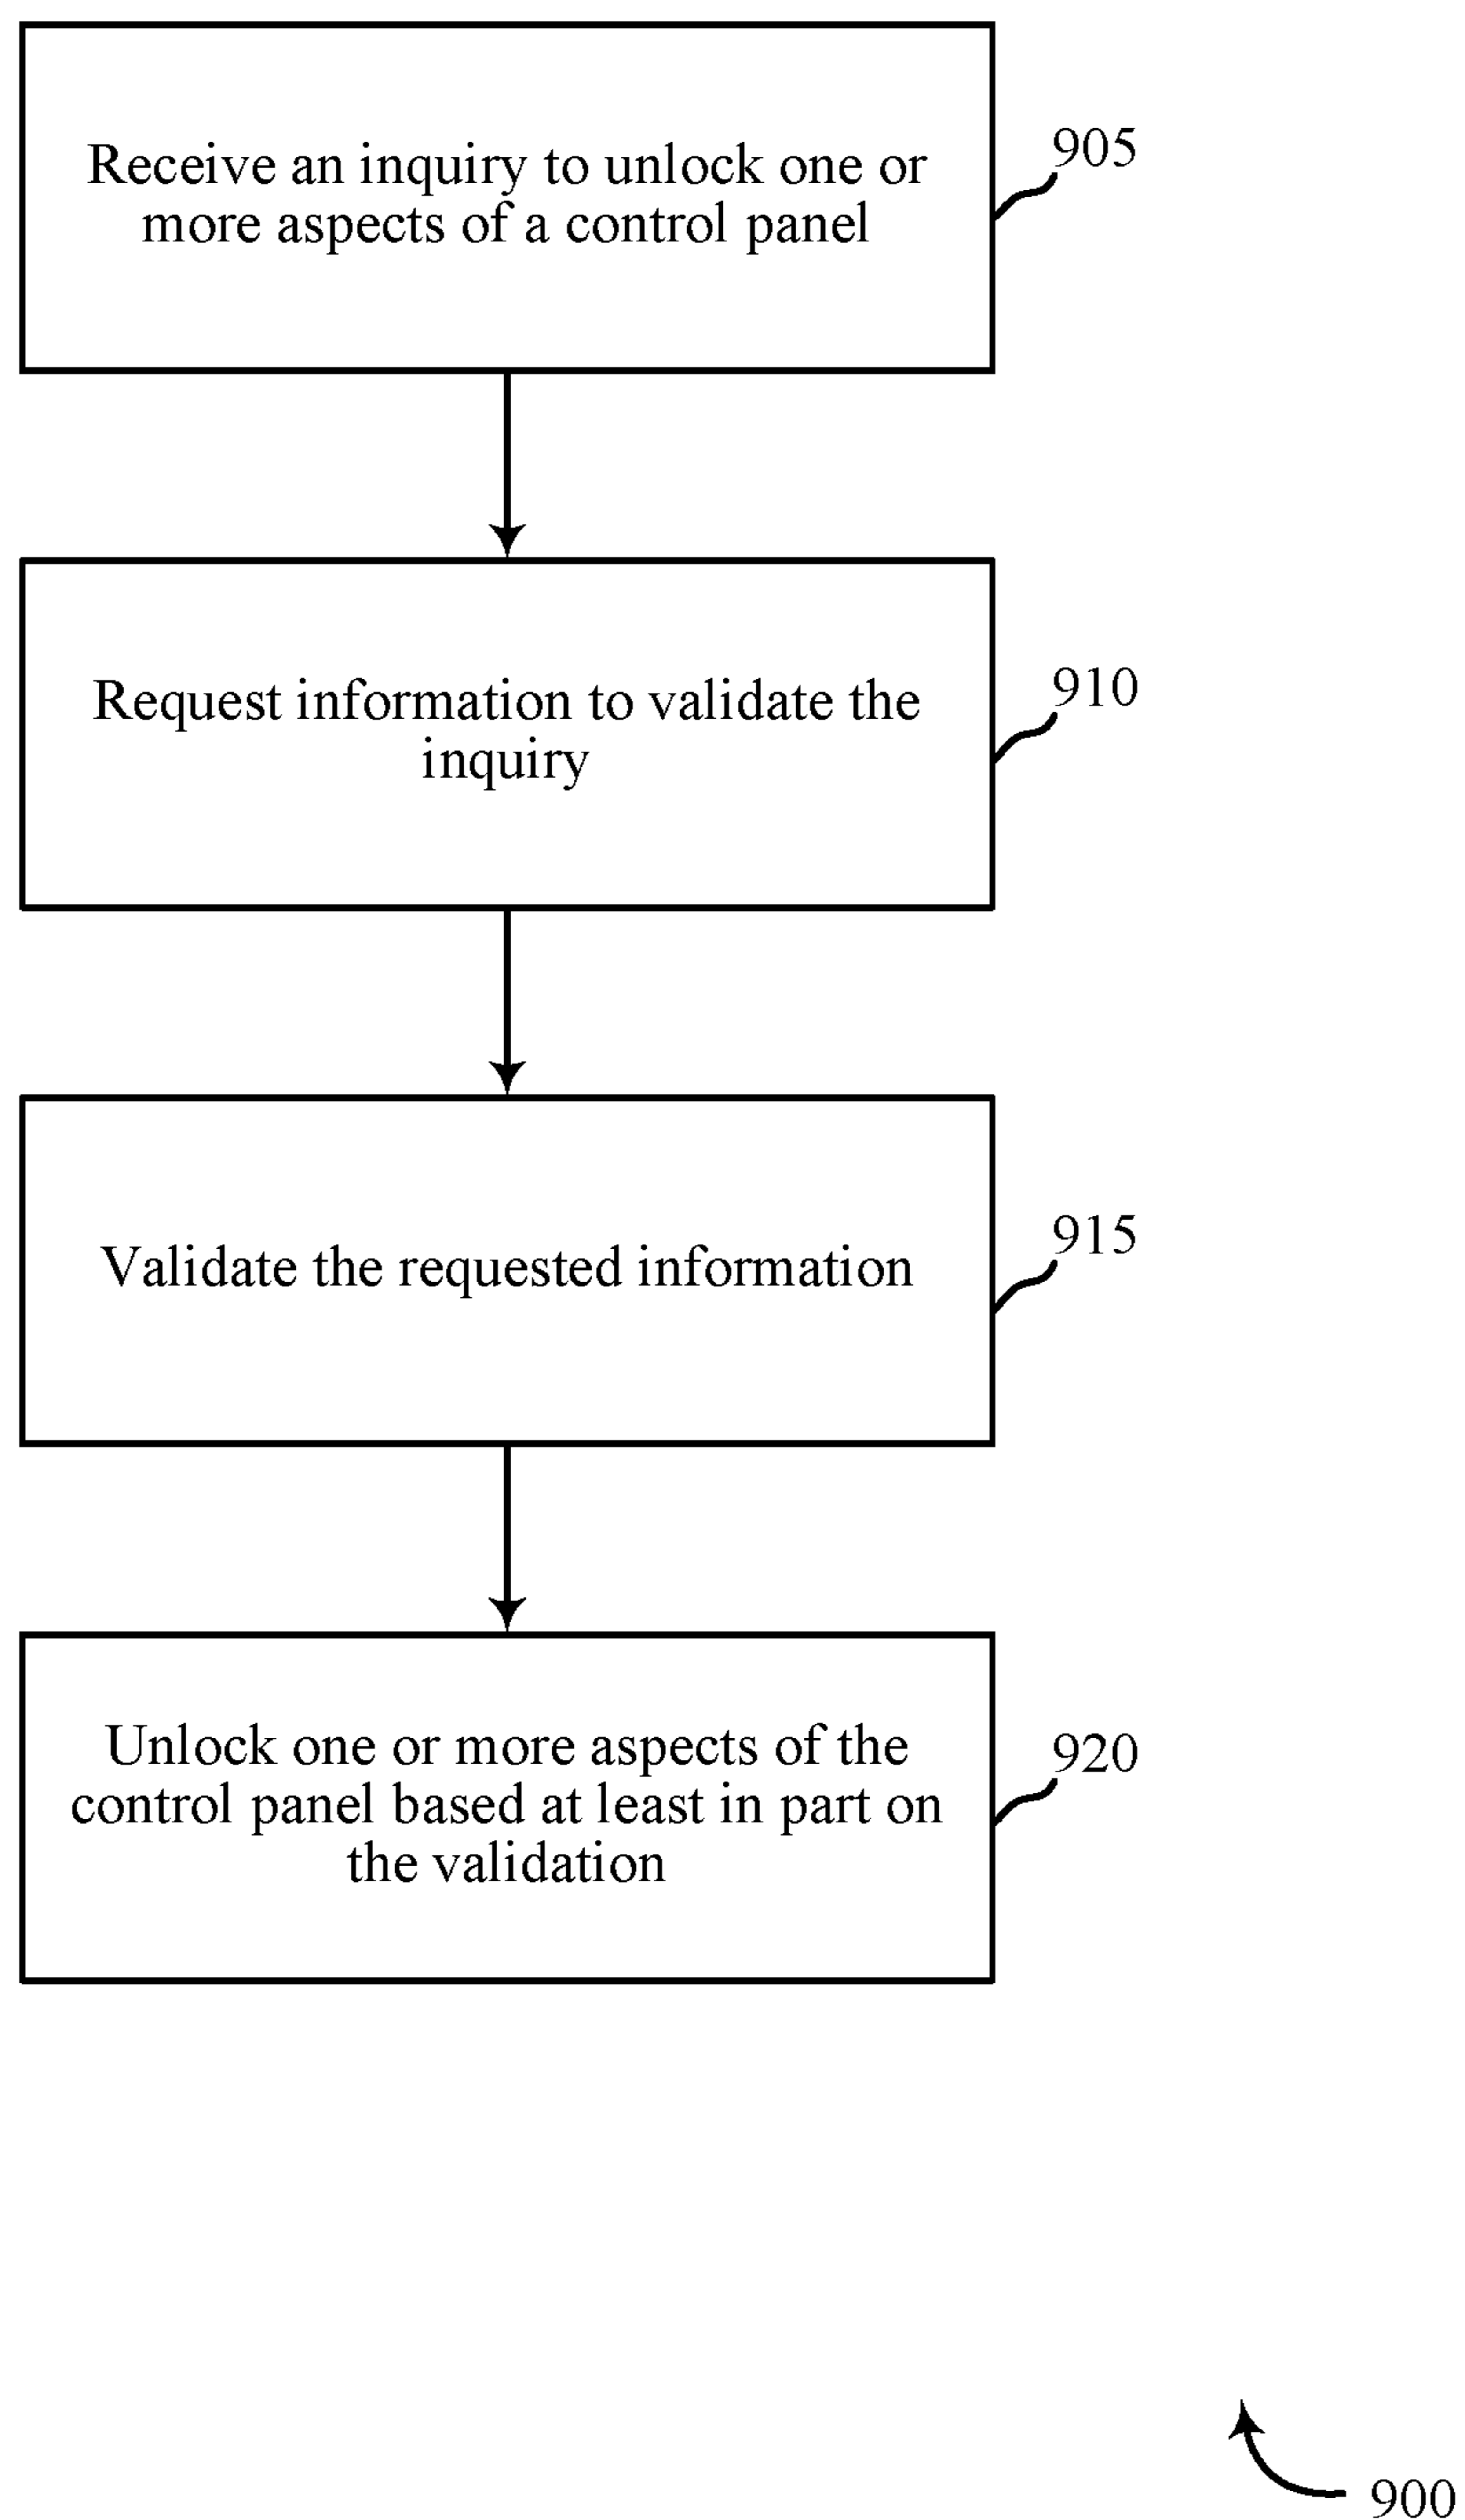 Receive an inquiry to unlock one or
more aspects of a control panel
905
Request information to validate the
inquiry
910
Validate the requested information
915
Unlock one or more aspects of the
control panel based at least in part on
the validation
920
900